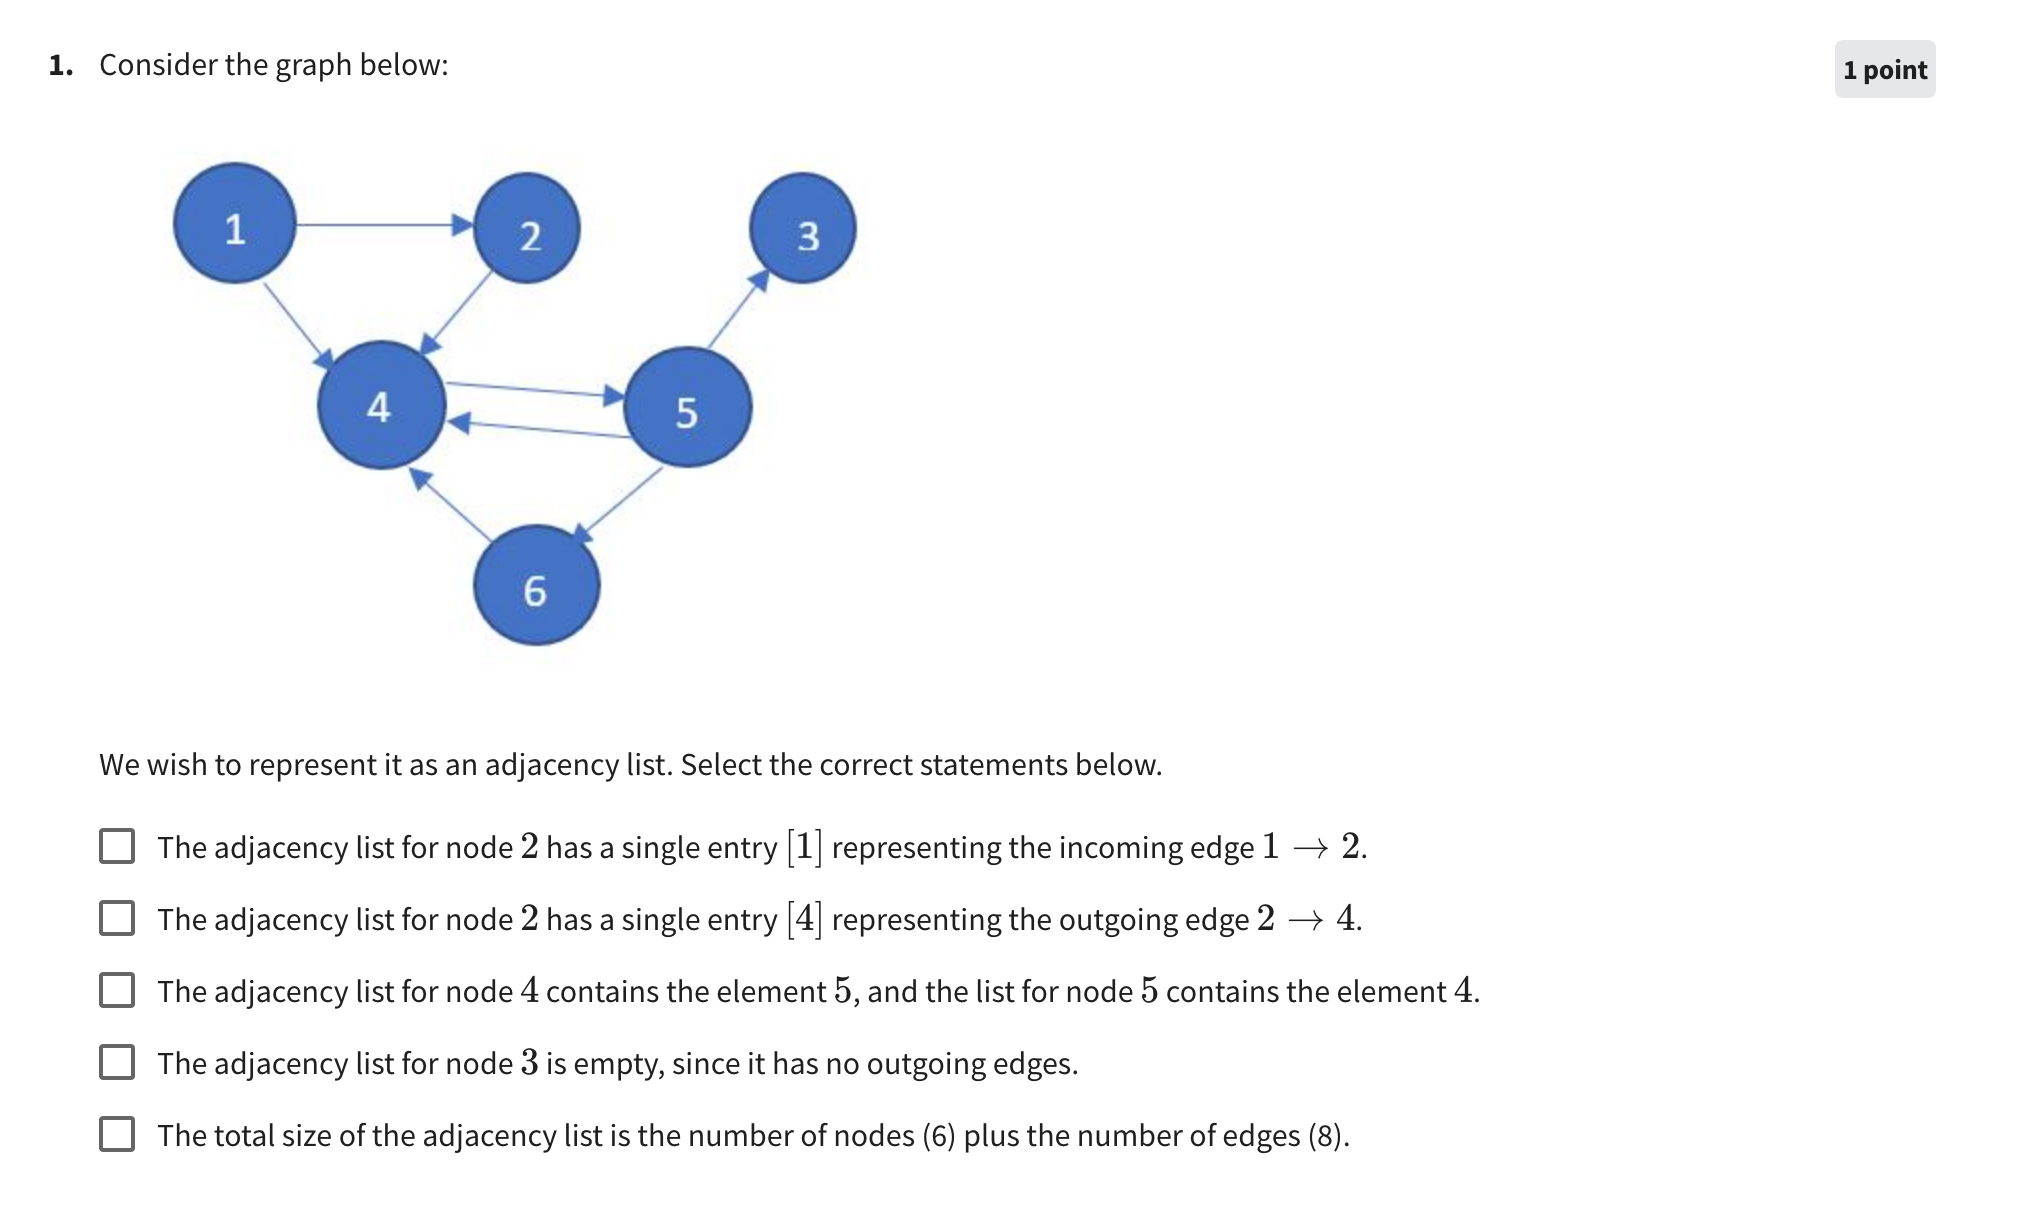 1. Consider the graph below:
1 point
1
2
3
4
5
6
We wish to represent it as an adjacency list. Select the correct statements below.
The adjacency list for node 2 has a single entry [1] representing the incoming edge 1 → 2.
The adjacency list for node 2 has a single entry [4] representing the outgoing edge 2 → 4.
The adjacency list for node 4 contains the element 5, and the list for node 5 contains the element 4.
The adjacency list for node 3 is empty, since it has no outgoing edges.
The total size of the adjacency list is the number of nodes (6) plus the number of edges (8).